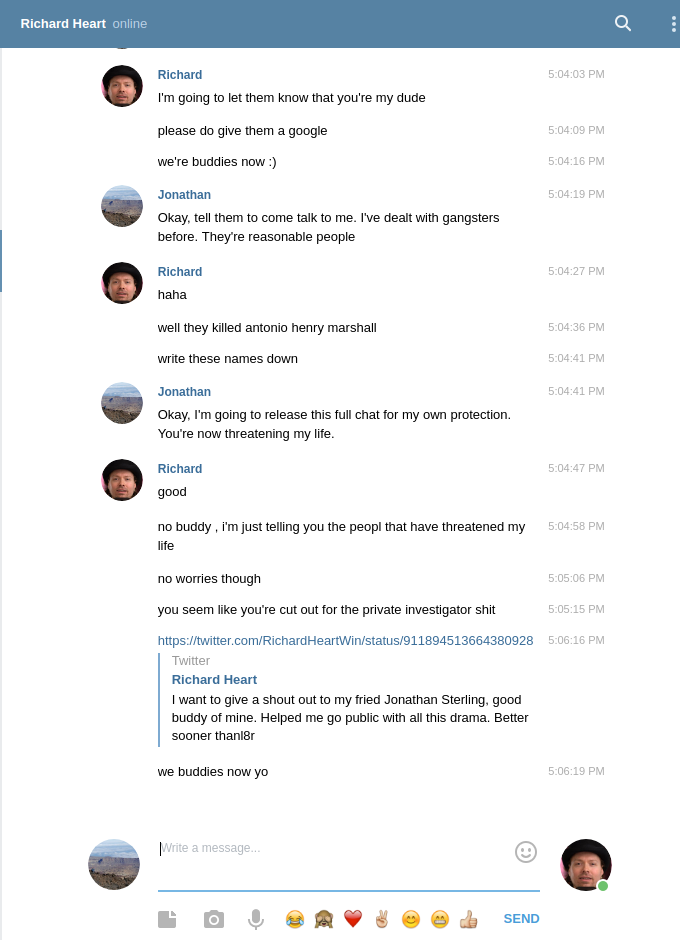 Richard Heart online
Richard 5:04:03 PM
I'm going to let them know that you're my dude
please do give them a google 5:04:09 PM
we're buddies now :) 5:04:16 PM
Jonathan 5:04:19 PM
Okay, tell them to come talk to me. I've dealt with gangsters
before. They're reasonable people
Richard 5:04:27 PM
haha
well they killed antonio henry marshall 5:04:36 PM
write these names down 5:04:41 PM
Jonathan 5:04:41 PM
Okay, I'm going to release this full chat for my own protection.
You're now threatening my life.
Richard 5:04:47 PM
good
no buddy , i'm just telling you the peopl that have threatened my 5:04:58 PM
life
no worries though 5:05:06 PM
you seem like you're cut out for the private investigator shit 5:05:15 PM
https://twitter.com/RichardHeartWin/status/911894513664380928 5:06:16 PM
Twitter
Richard Heart
I want to give a shout out to my fried Jonathan Sterling, good
buddy of mine. Helped me go public with all this drama. Better
sooner thanl8r
we buddies now yo 5:06:19 PM
Write a message...
SEND